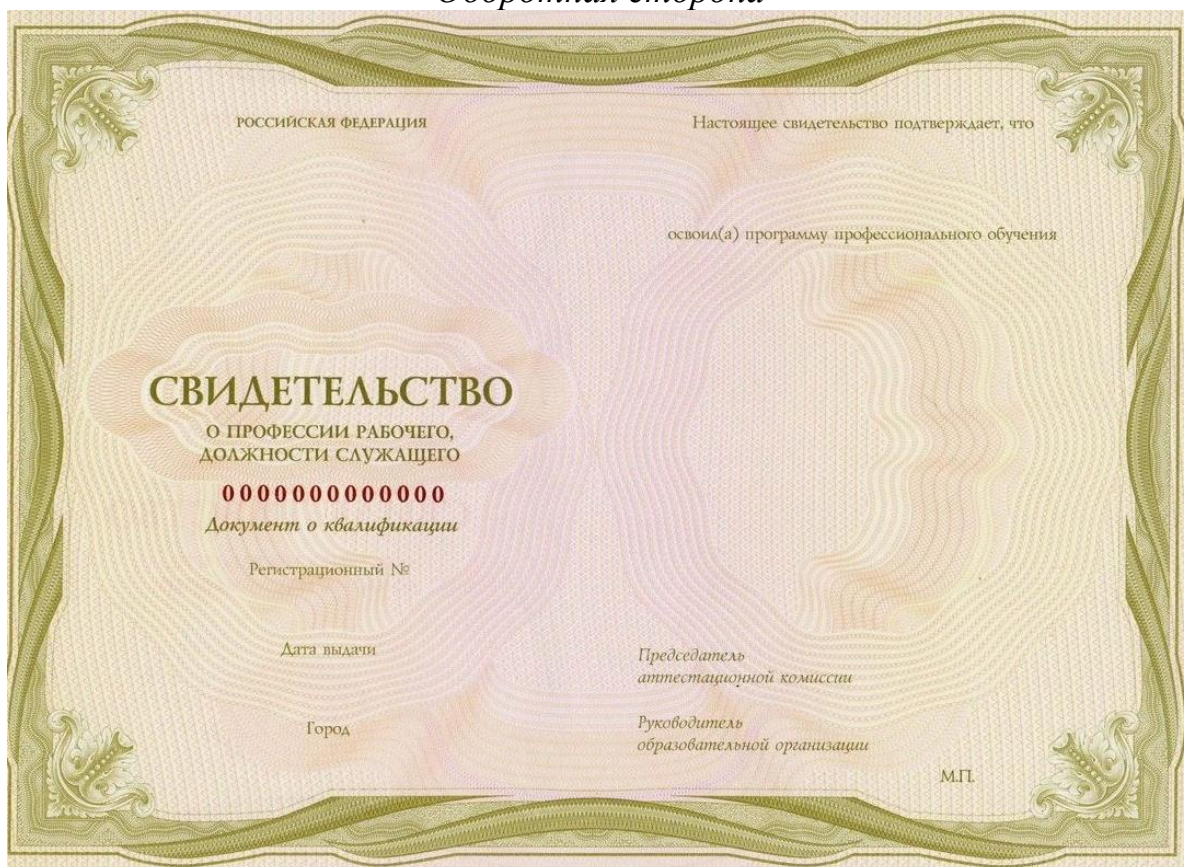 Оборотная сторона
РОССИЙСКАЯ ФЕДЕРАЦИЯ
СВИДЕТЕЛЬСТВО
О ПРОФЕССИИ РАБОЧЕГО,
ДОЛЖНОСТИ СЛУЖАЩЕГО
0000000000000
Документ о квалификации
Регистрационный №
Дата выдачи
Город
Настоящее свидетельство подтверждает, что
освоил(а) программу профессионального обучения
Председатель
аттестационной комиссии
Руководитель
образовательной организации
М.П.